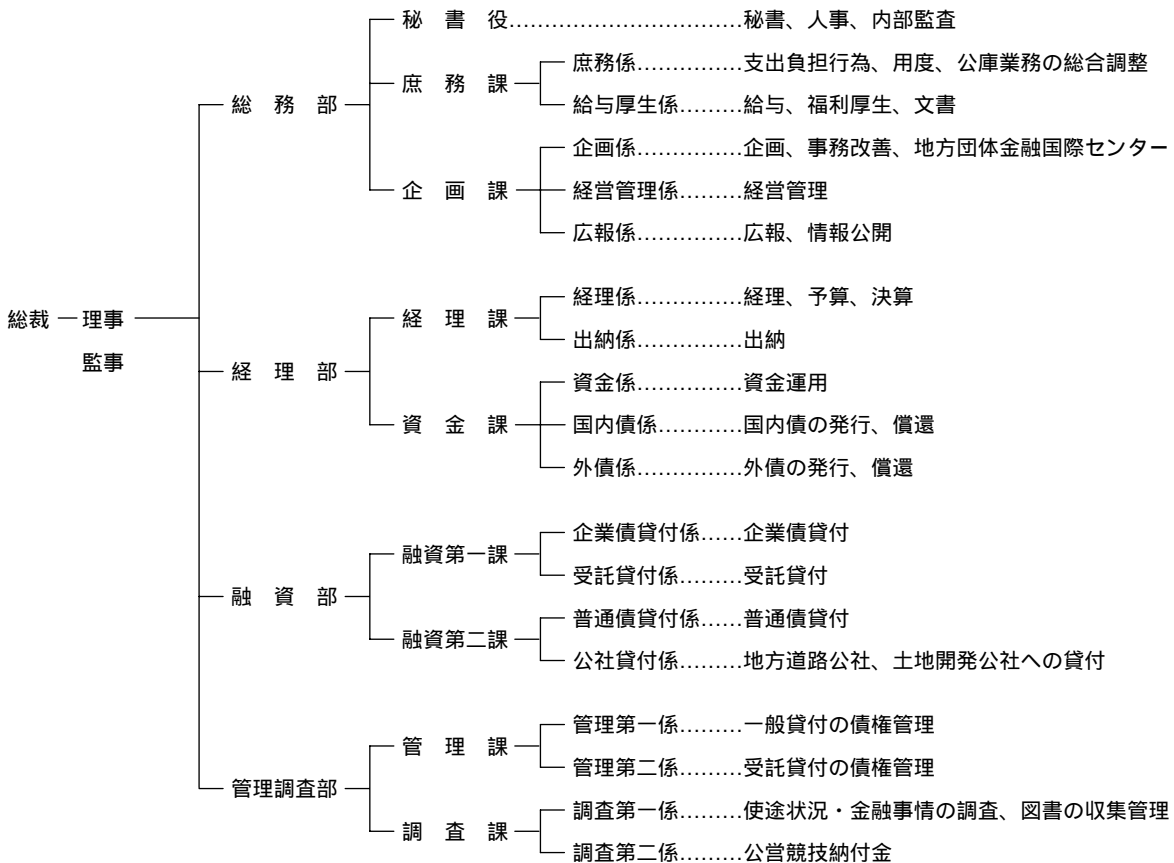 秘書役……………………………秘書、人事、内部監査
総務部
庶務課
庶務係……………支出負担行為、用度、公庫業務の総合調整
給与厚生係………給与、福利厚生、文書
企画課
企画係……………企画、事務改善、地方団体金融国際センター
経営管理係………経営管理
広報係……………広報、情報公開
総裁 理事
監事
経理部
経理課
経理係……………経理、予算、決算
出納係……………出納
資金課
資金係……………資金運用
国内債係…………国内債の発行、償還
外債係……………外債の発行、償還
融資部
融資第一課
企業債貸付係……企業債貸付
受託貸付係………受託貸付
融資第二課
普通債貸付係……普通債貸付
公社貸付係………地方道路公社、土地開発公社への貸付
管理調査部
管理課
管理第一係………一般貸付の債権管理
管理第二係………受託貸付の債権管理
調査課
調査第一係………使途状況・金融事情の調査、図書の収集管理
調査第二係………公営競技納付金